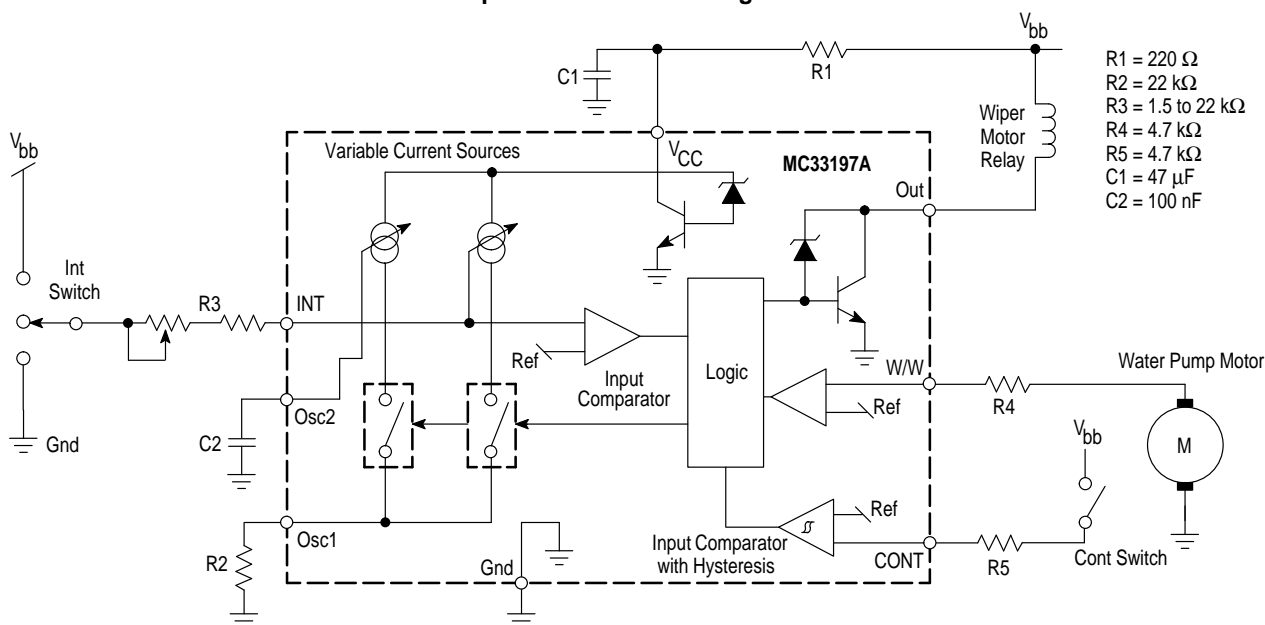 Vbb
C1
R1
R1 = 220 Ω
R2 = 22 kΩ
R3 = 1.5 to 22 kΩ
R4 = 4.7 kΩ
R5 = 4.7 kΩ
C1 = 47 μF
C2 = 100 nF
Wiper
Motor
Relay
Vbb
Variable Current Sources
VCC
MC33197A
Out
Int
Switch
R3
INT
Ref
Input
Comparator
Logic
W/W
Ref
R4
Water Pump Motor
M
Osc2
C2
Gnd
Vbb
Osc1
R2
Gnd
Input Comparator
with Hysteresis
Ref
CONT
R5
Cont Switch